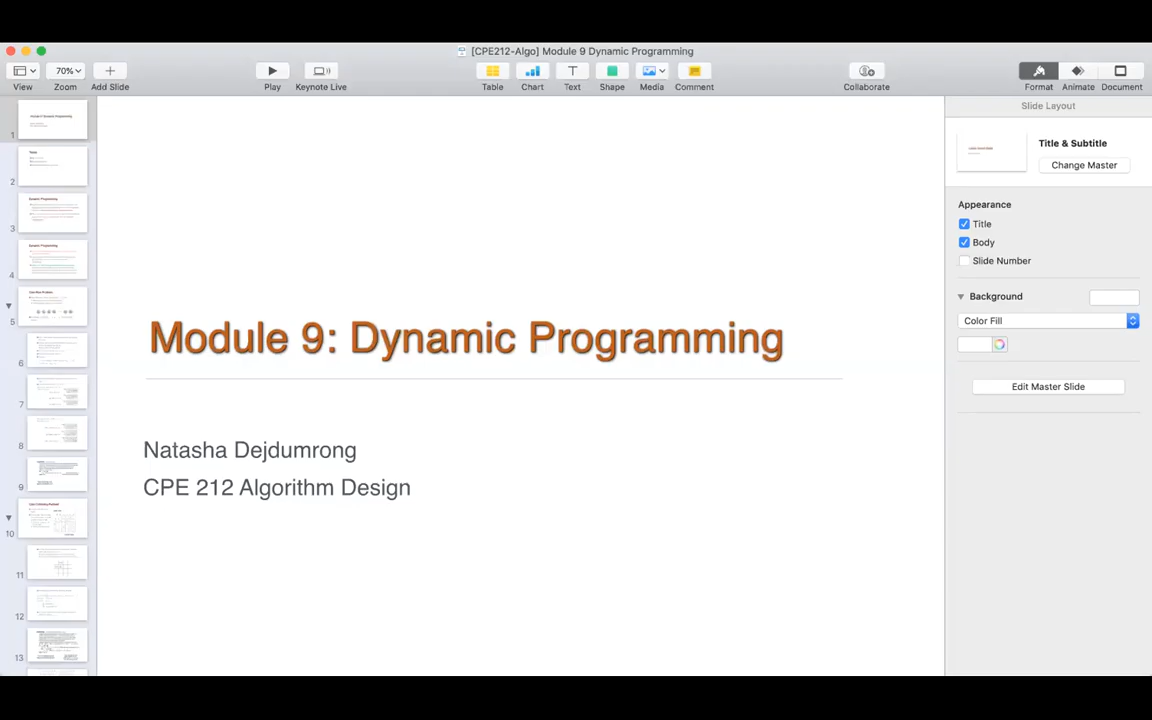 [CPE212-Algo] Module 9 Dynamic Programming
70%
View
Zoom
Add Slide
Play
Keynote Live
Table
Chart
Text
Shape
Media
Comment
Collaborate
Format
Animate
Document
1
2
3
4
5
6
7
8
9
10
11
12
13
Module 9: Dynamic Programming
Natasha Dejdumrong
CPE 212 Algorithm Design
Slide Layout
Title & Subtitle
Change Master
Appearance
Title
Body
Slide Number
Background
Color Fill
Edit Master Slide